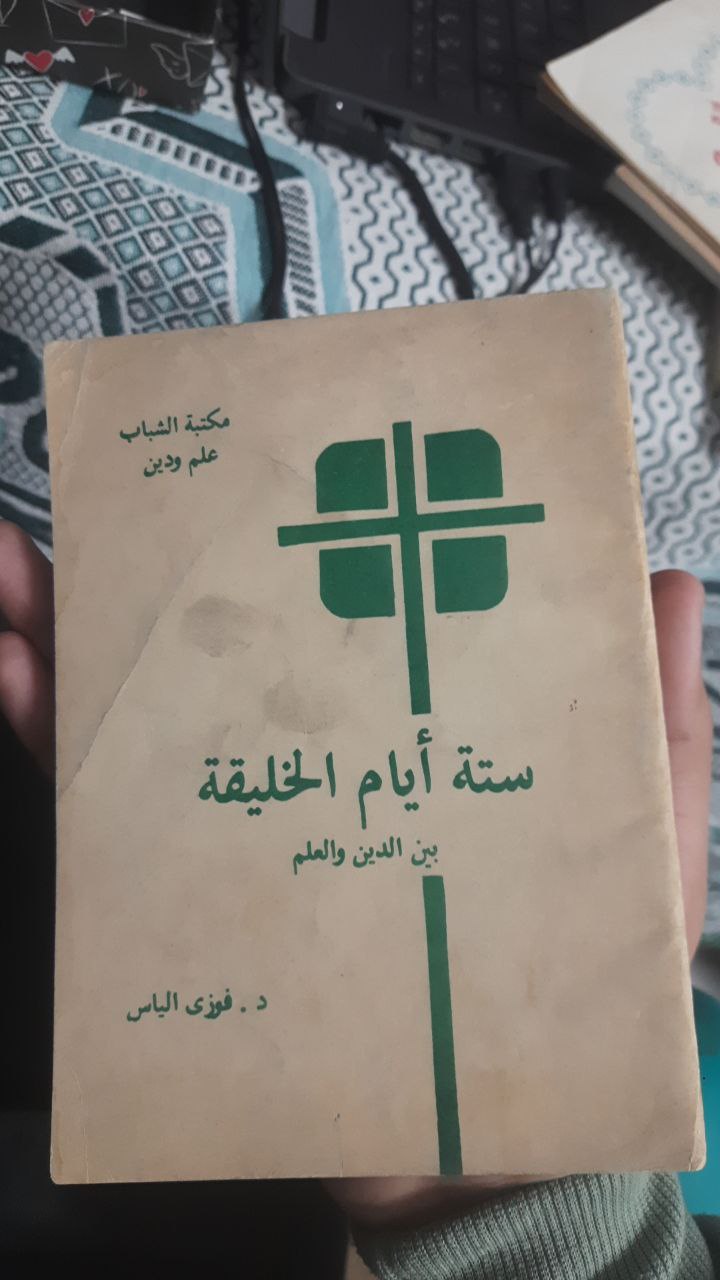 مكتبة الشباب
علم ودين
ستة أيام الخليقة
بين الدين والعلم
د . فوزى الياس